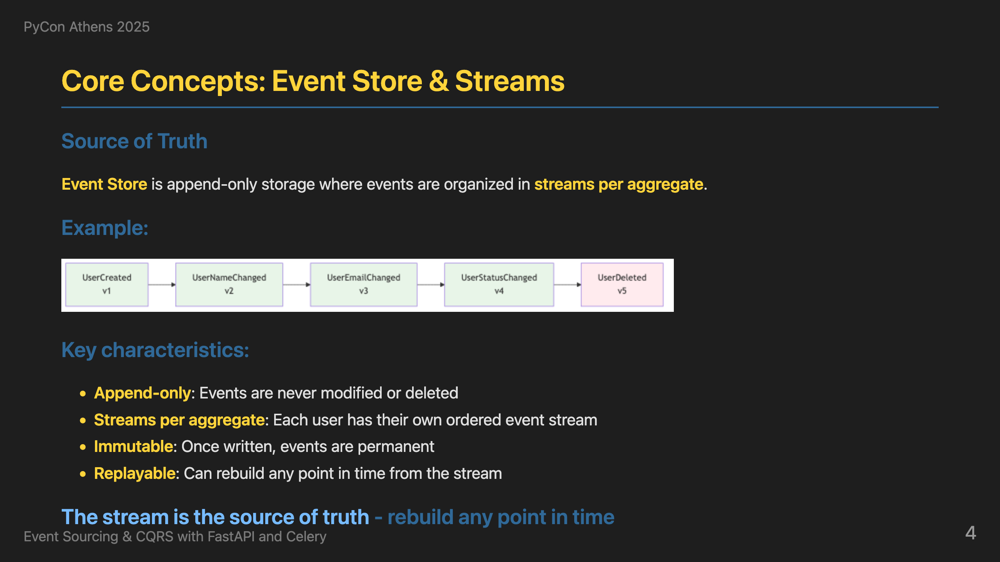 PyCon Athens 2025
Core Concepts: Event Store & Streams
Source of Truth
Event Store is append-only storage where events are organized in streams per aggregate.
Example:
UserCreated
v1
UserNameChanged
v2
UserEmailChanged
v3
UserStatusChanged
v4
UserDeleted
v5
Key characteristics:
• Append-only: Events are never modified or deleted
• Streams per aggregate: Each user has their own ordered event stream
• Immutable: Once written, events are permanent
• Replayable: Can rebuild any point in time from the stream
The stream is the source of truth - rebuild any point in time
Event Sourcing & CQRS with FastAPI and Celery
4